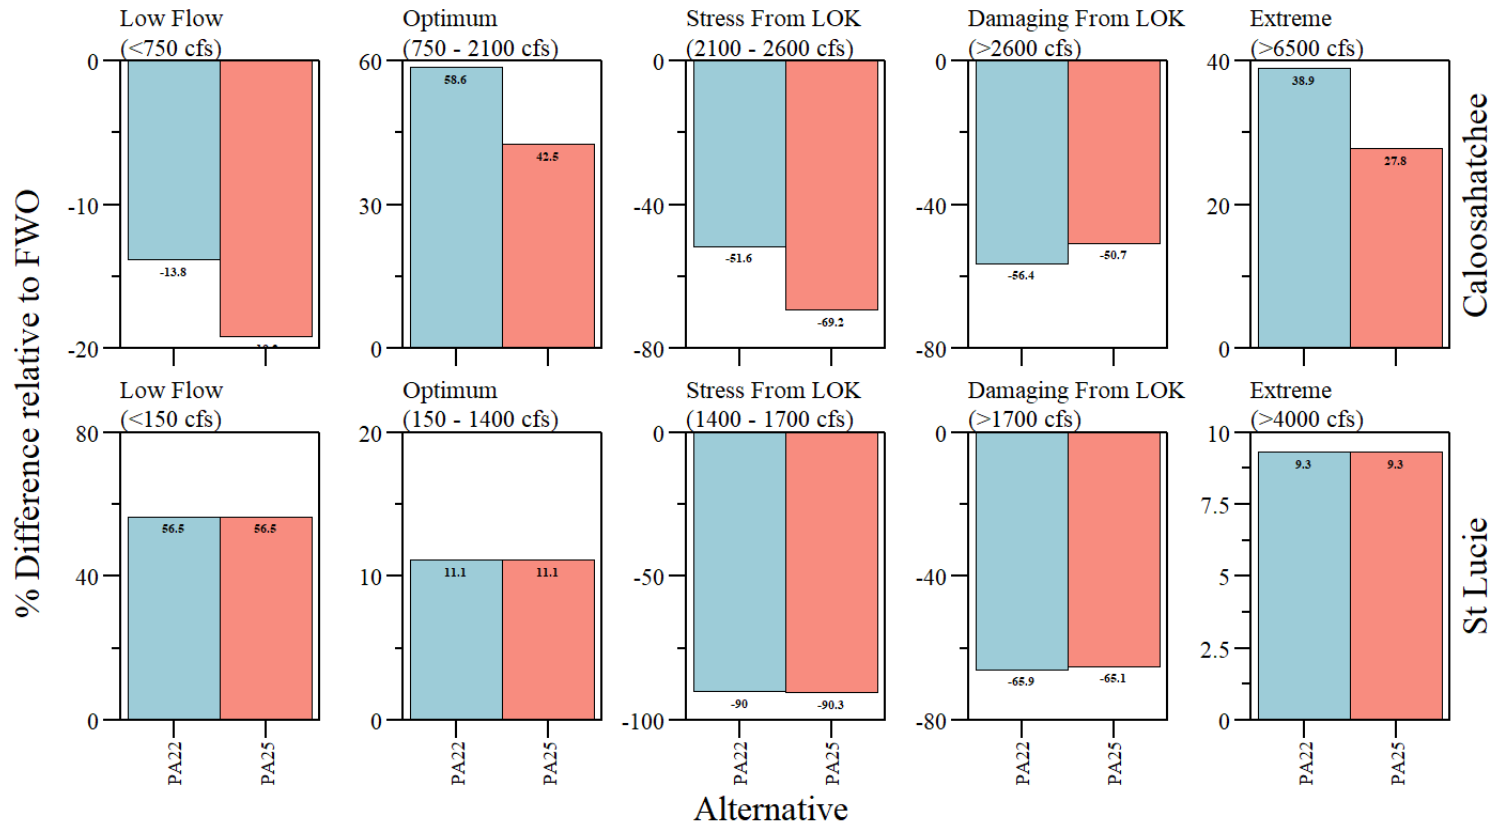 Low Flow
(<750 cfs)
Optimum
(750 - 2100 cfs)
Stress From LOK
(2100 - 2600 cfs)
Damaging From LOK
(>2600 cfs)
Extreme
(>6500 cfs)
0
-10
-20
-13.8
60
30
0
58.6
42.5
0
-40
-80
-51.6
-69.2
0
-40
-80
-56.4
-50.7
40
20
0
38.9
27.8
Caloosahatchee
% Difference relative to FWO
Low Flow
(<150 cfs)
Optimum
(150 - 1400 cfs)
Stress From LOK
(1400 - 1700 cfs)
Damaging From LOK
(>1700 cfs)
Extreme
(>4000 cfs)
80
40
0
56.5
56.5
20
10
0
11.1
11.1
0
-50
-100
-90
-90.3
0
-40
-80
-65.9
-65.1
10
7.5
5
2.5
0
9.3
9.3
St Lucie
PA22
PA25
PA22
PA25
PA22
PA25
PA22
PA25
PA22
PA25
Alternative